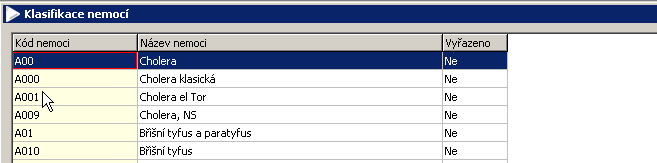 Klasifikace nemocí
Kód nemoci Název nemoci Vyřazeno
A00 Cholera Ne
A000 Cholera klasická Ne
A001 Cholera el Tor Ne
A009 Cholera, NS Ne
A01 Břišní tyfus a paratyfus Ne
A010 Břišní tyfus Ne